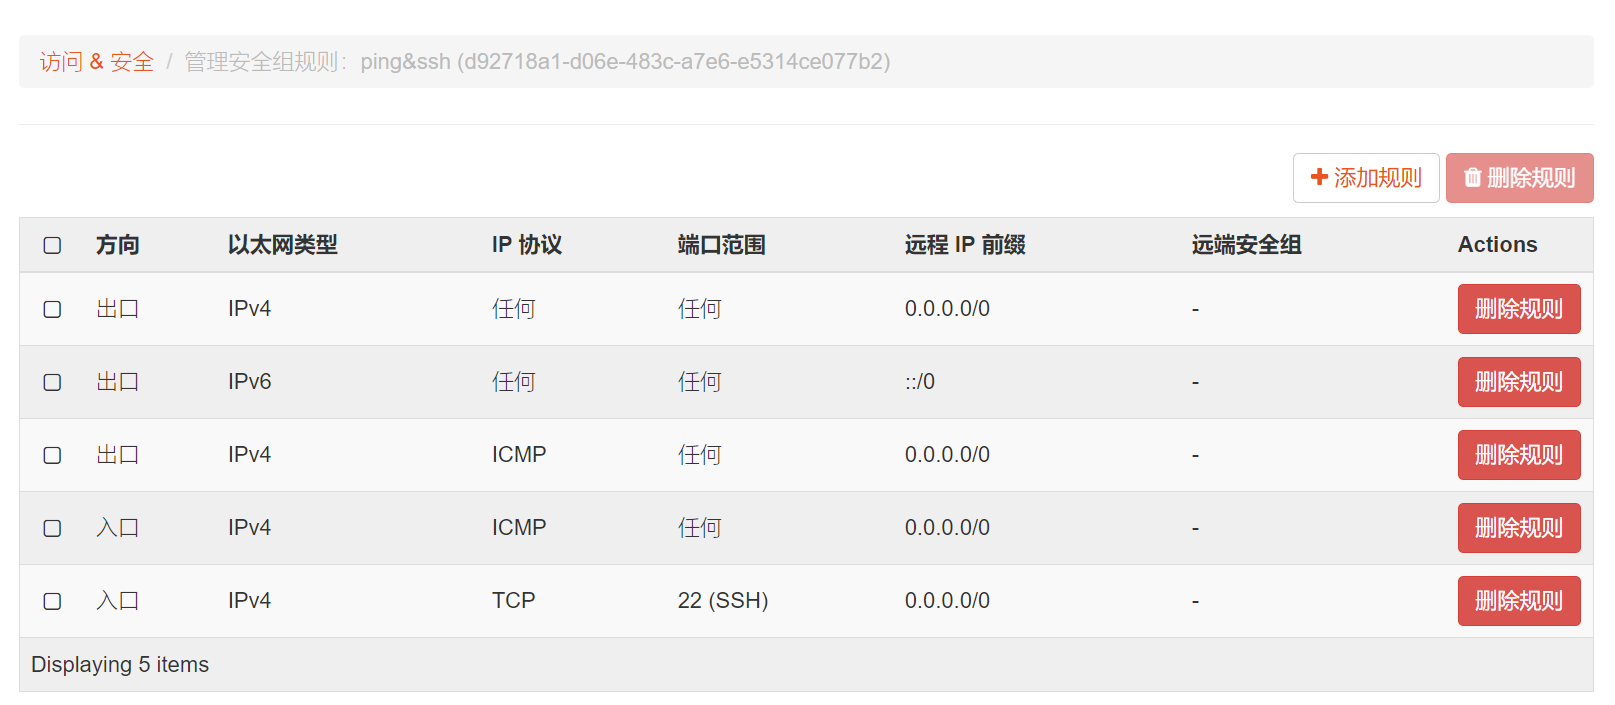 访问 & 安全 / 管理安全组规则：ping&ssh (d92718a1-d06e-483c-a7e6-e5314ce077b2)
添加规则 删除规则
方向 以太网类型 IP 协议 端口范围 远程 IP 前缀 远端安全组 Actions
出口 IPv4 任何 任何 0.0.0.0/0 - 删除规则
出口 IPv6 任何 任何 ::/0 - 删除规则
出口 IPv4 ICMP 任何 0.0.0.0/0 - 删除规则
入口 IPv4 ICMP 任何 0.0.0.0/0 - 删除规则
入口 IPv4 TCP 22 (SSH) 0.0.0.0/0 - 删除规则
Displaying 5 items